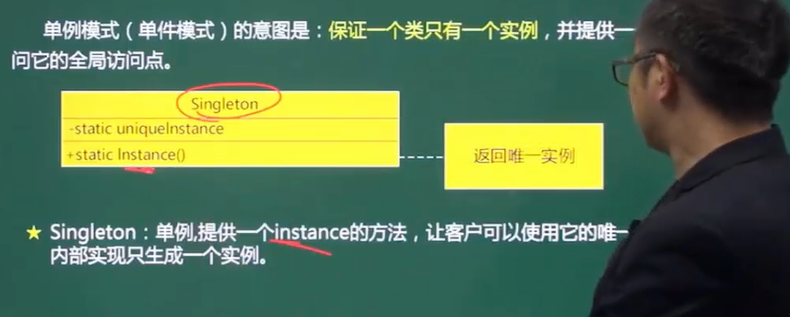 单例模式（单件模式）的意图是：保证一个类只有一个实例，并提供一
问它的全局访问点。
Singleton
-static uniqueInstance
+static Instance()
返回唯一实例
★ Singleton：单例,提供一个instance的方法，让客户可以使用它的唯一
内部实现只生成一个实例。